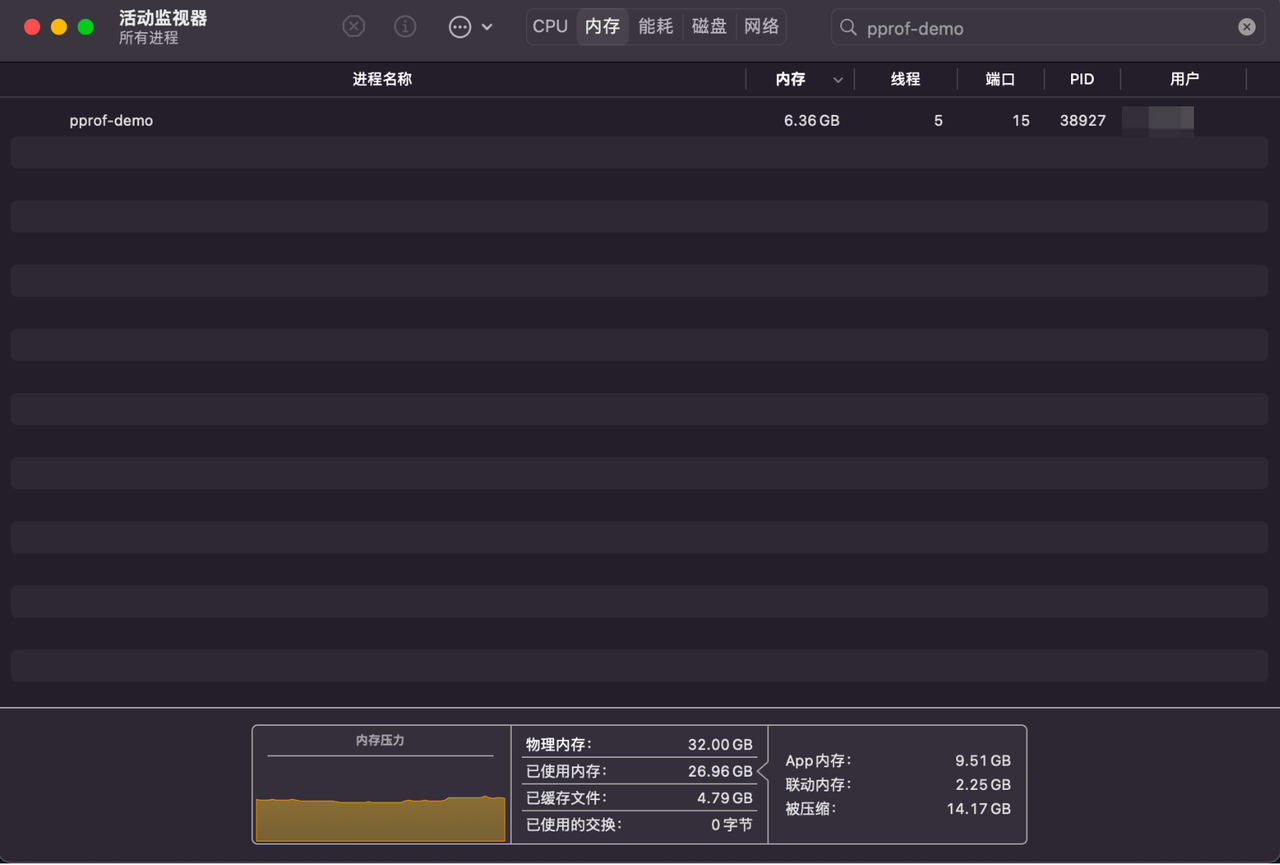 活动监视器
所有进程
CPU 内存 能耗 磁盘 网络
pprof-demo
进程名称 内存 线程 端口 PID 用户
pprof-demo 6.36 GB 5 15 38927
内存压力
物理内存: 32.00 GB
已使用内存: 26.96 GB
已缓存文件: 4.79 GB
已使用的交换: 0 字节
App 内存: 9.51 GB
联动内存: 2.25 GB
被压缩: 14.17 GB